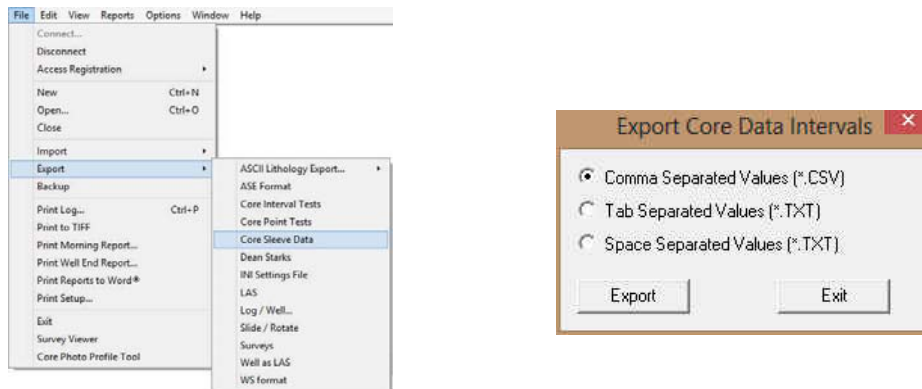 File Edit View Reports Options Window Help
Connect...
Disconnect
Access Registration
New Ctrl+N
Open... Ctrl+O
Close
Import
Export
Backup
Print Log... Ctrl+P
Print to TIFF
Print Morning Report...
Print Well End Report...
Print Reports to Word®
Print Setup...
Exit
Survey Viewer
Core Photo Profile Tool
ASCII Lithology Export...
ASE Format
Core Interval Tests
Core Point Tests
Core Sleeve Data
Dean Starks
INI Settings File
LAS
Log / Well...
Slide / Rotate
Surveys
Well as LAS
WS format
Export Core Data Intervals
Comma Separated Values (*.CSV)
Tab Separated Values (*.TXT)
Space Separated Values (*.TXT)
Export Exit